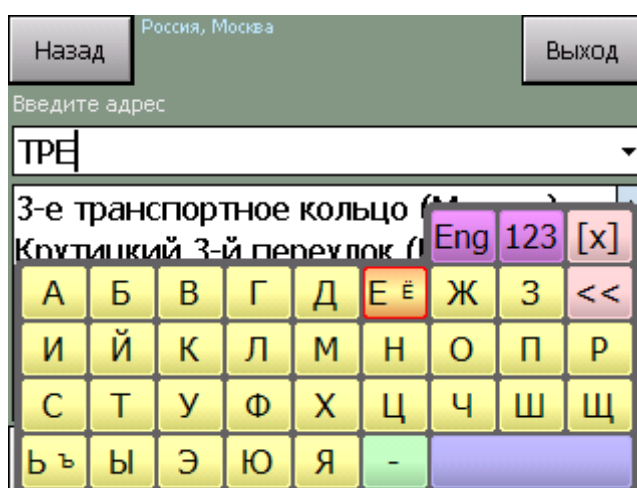 Россия, Москва
Назад
Выход
Введите адрес
ТРЕ
3-е транспортное кольцо (
Крутицкий 3-й переулок (
Eng 123 [x]
А Б В Г Д Е Ё Ж З <<
И Й К Л М Н О П Р
С Т У Ф Х Ц Ч Ш Щ
Ь Ъ Ы Э Ю Я -